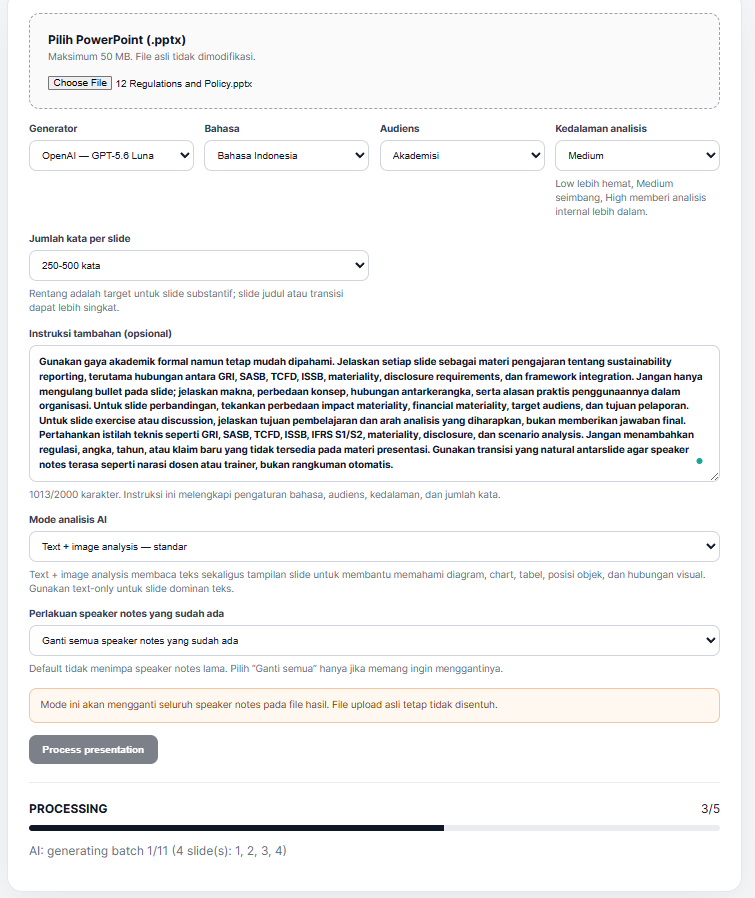 Pilih PowerPoint (.pptx)
Maksimum 50 MB. File asli tidak dimodifikasi.
Choose File 12 Regulations and Policy.pptx
Generator
OpenAI — GPT-5.6 Luna
Bahasa
Bahasa Indonesia
Audiens
Akademisi
Kedalaman analisis
Medium
Low lebih hemat, Medium
seimbang, High memberi analisis
internal lebih dalam.
Jumlah kata per slide
250-500 kata
Rentang adalah target untuk slide substantif; slide judul atau transisi
dapat lebih singkat.
Instruksi tambahan (opsional)
Gunakan gaya akademik formal namun tetap mudah dipahami. Jelaskan setiap slide sebagai materi pengajaran tentang sustainability
reporting, terutama hubungan antara GRI, SASB, TCFD, ISSB, materiality, disclosure requirements, dan framework integration. Jangan hanya
mengulang bullet pada slide; jelaskan makna, perbedaan konsep, hubungan antarkerangka, serta alasan praktis penggunaannya dalam
organisasi. Untuk slide perbandingan, tekankan perbedaan impact materiality, financial materiality, target audiens, dan tujuan pelaporan.
Untuk slide exercise atau discussion, jelaskan tujuan pembelajaran dan arah analisis yang diharapkan, bukan memberikan jawaban final.
Pertahankan istilah teknis seperti GRI, SASB, TCFD, ISSB, IFRS S1/S2, materiality, disclosure, dan scenario analysis. Jangan menambahkan
regulasi, angka, tahun, atau klaim baru yang tidak tersedia pada materi presentasi. Gunakan transisi yang natural antarslide agar speaker
notes terasa seperti narasi dosen atau trainer, bukan rangkuman otomatis.
1013/2000 karakter. Instruksi ini melengkapi pengaturan bahasa, audiens, kedalaman, dan jumlah kata.
Mode analisis AI
Text + image analysis — standar
Text + image analysis membaca teks sekaligus tampilan slide untuk membantu memahami diagram, chart, tabel, posisi objek, dan hubungan visual.
Gunakan text-only untuk slide dominan teks.
Perlakuan speaker notes yang sudah ada
Ganti semua speaker notes yang sudah ada
Default tidak menimpa speaker notes lama. Pilih “Ganti semua” hanya jika memang ingin menggantinya.
Mode ini akan mengganti seluruh speaker notes pada file hasil. File upload asli tetap tidak disentuh.
Process presentation
PROCESSING 3/5
AI: generating batch 1/11 (4 slide(s): 1, 2, 3, 4)